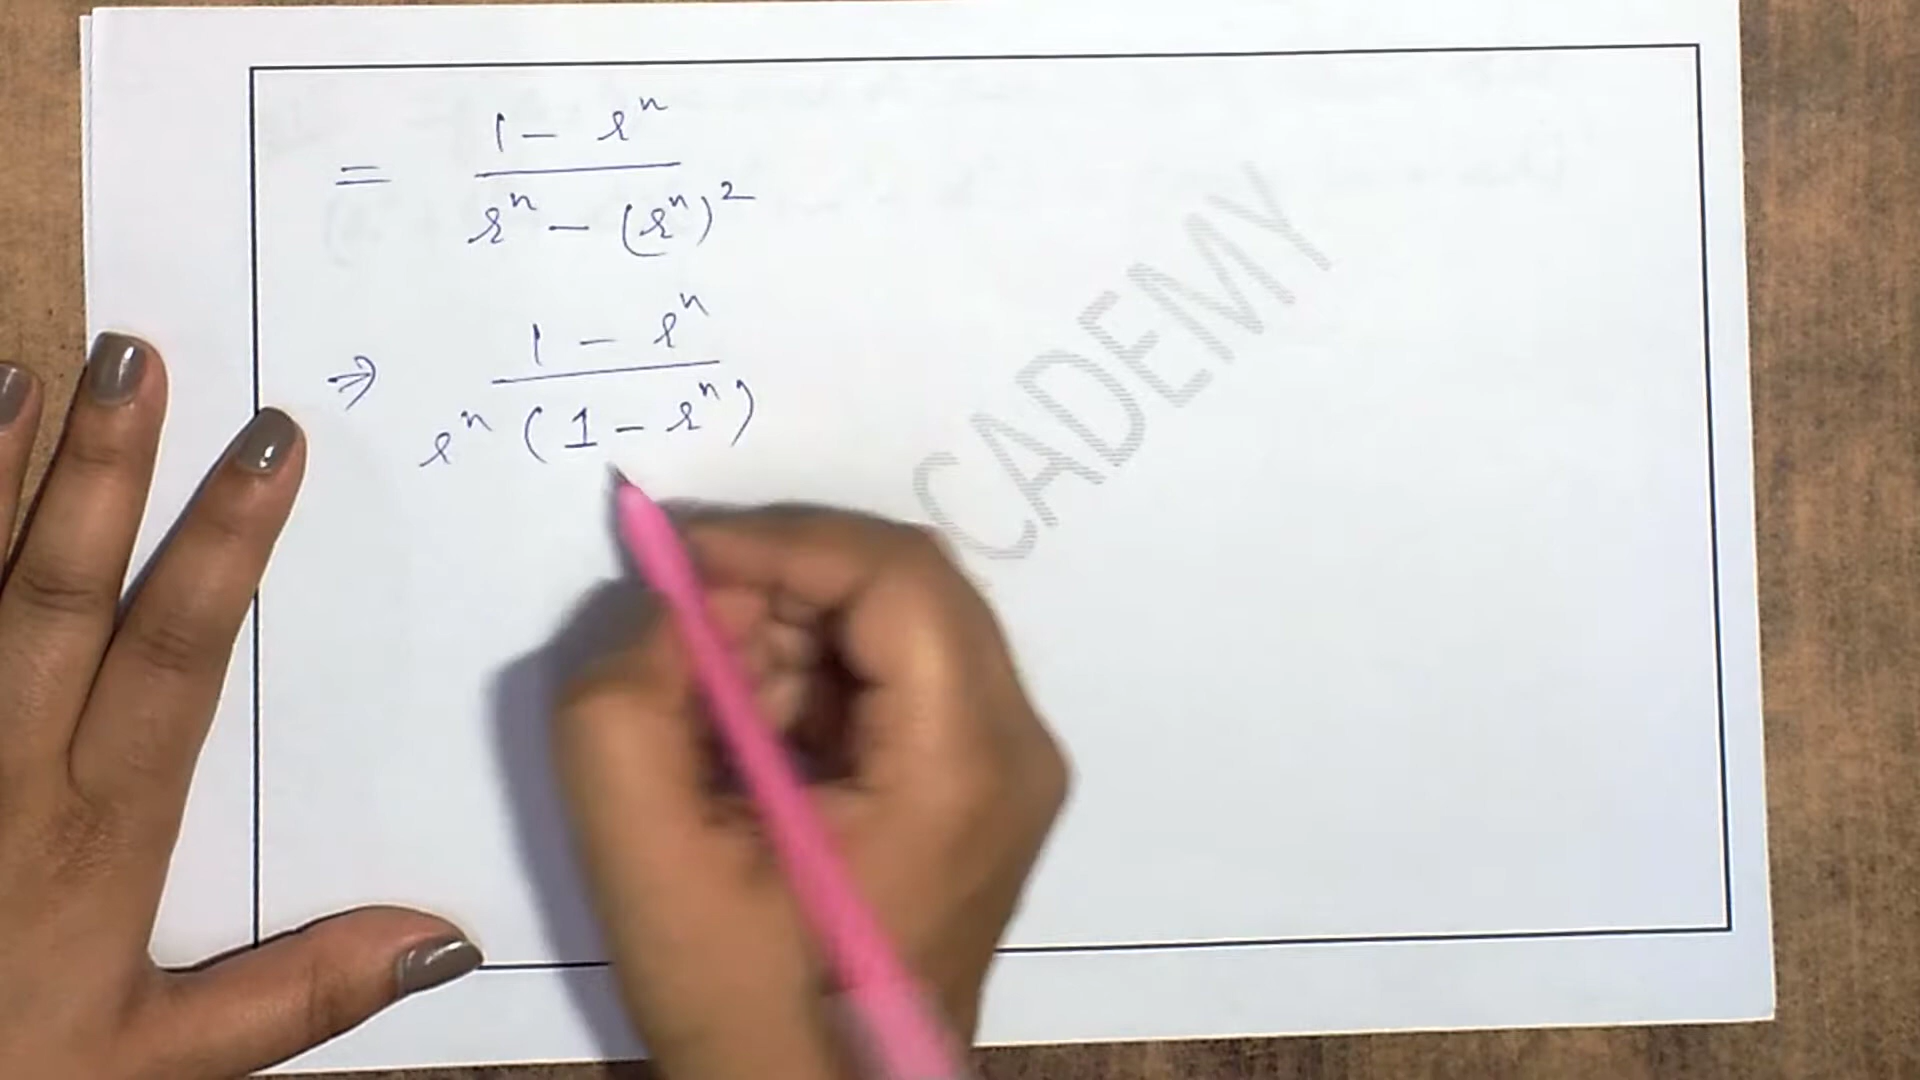 1 - r^n
= ―――
r^n - (r^n)^2
1 - r^n
⇒ ―――
r^n (1 - r^n)
CADEMY